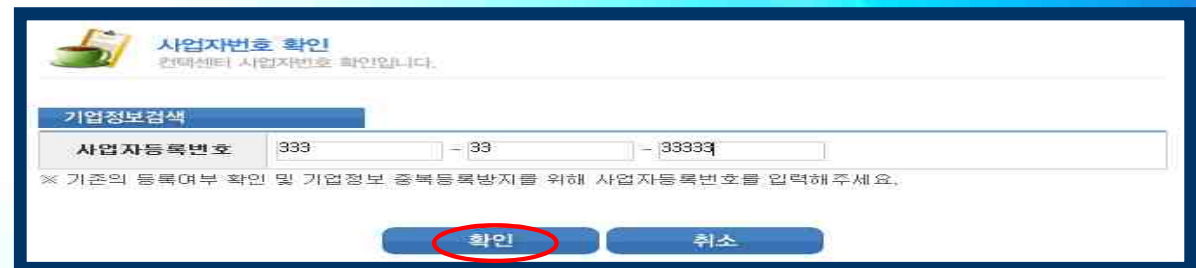 사업자번호 확인
컨택센터 사업자번호 확인입니다.
기업정보검색
사업자등록번호 333 - 33 - 33333
※ 기존의 등록여부 확인 및 기업정보 중복등록방지를 위해 사업자등록번호를 입력해주세요.
확인 취소